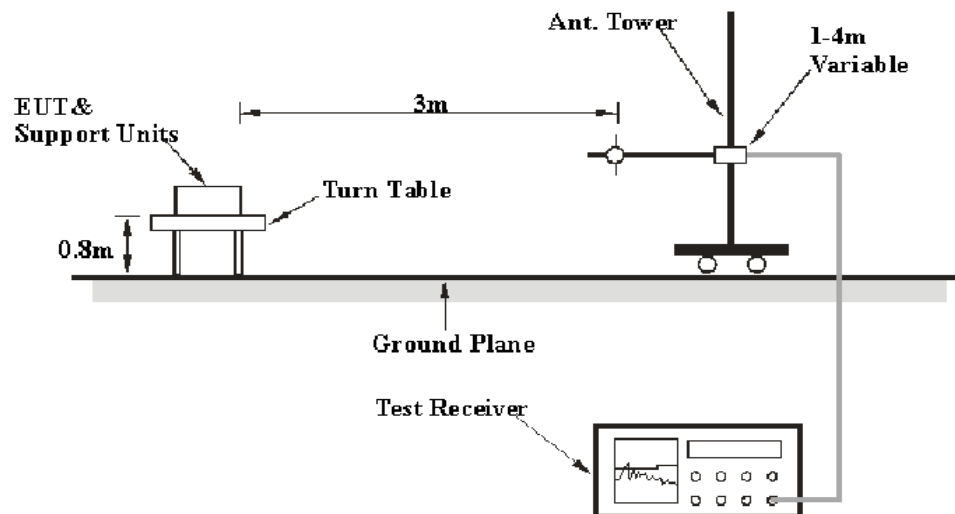 Ant. Tower
1-4m
Variable
3m
EUT&
Support Units
Turn Table
0.8m
Ground Plane
Test Receiver